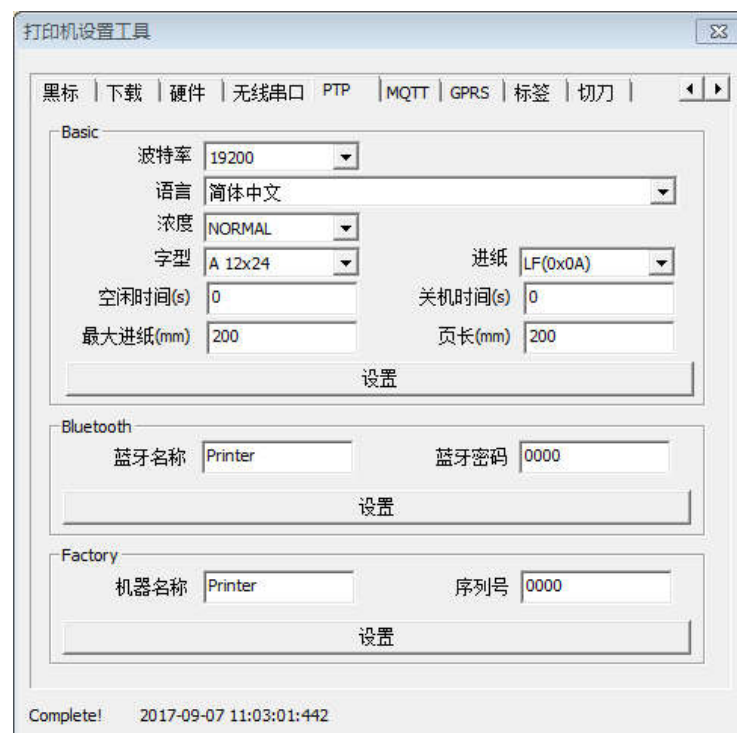 打印机设置工具
黑标 下载 硬件 无线串口 PTP MQTT GPRS 标签 切刀
Basic
波特率 19200
语言 简体中文
浓度 NORMAL
字型 A 12x24 进纸 LF(0x0A)
空闲时间(s) 0 关机时间(s) 0
最大进纸(mm) 200 页长(mm) 200
设置
Bluetooth
蓝牙名称 Printer 蓝牙密码 0000
设置
Factory
机器名称 Printer 序列号 0000
设置
Complete! 2017-09-07 11:03:01:442